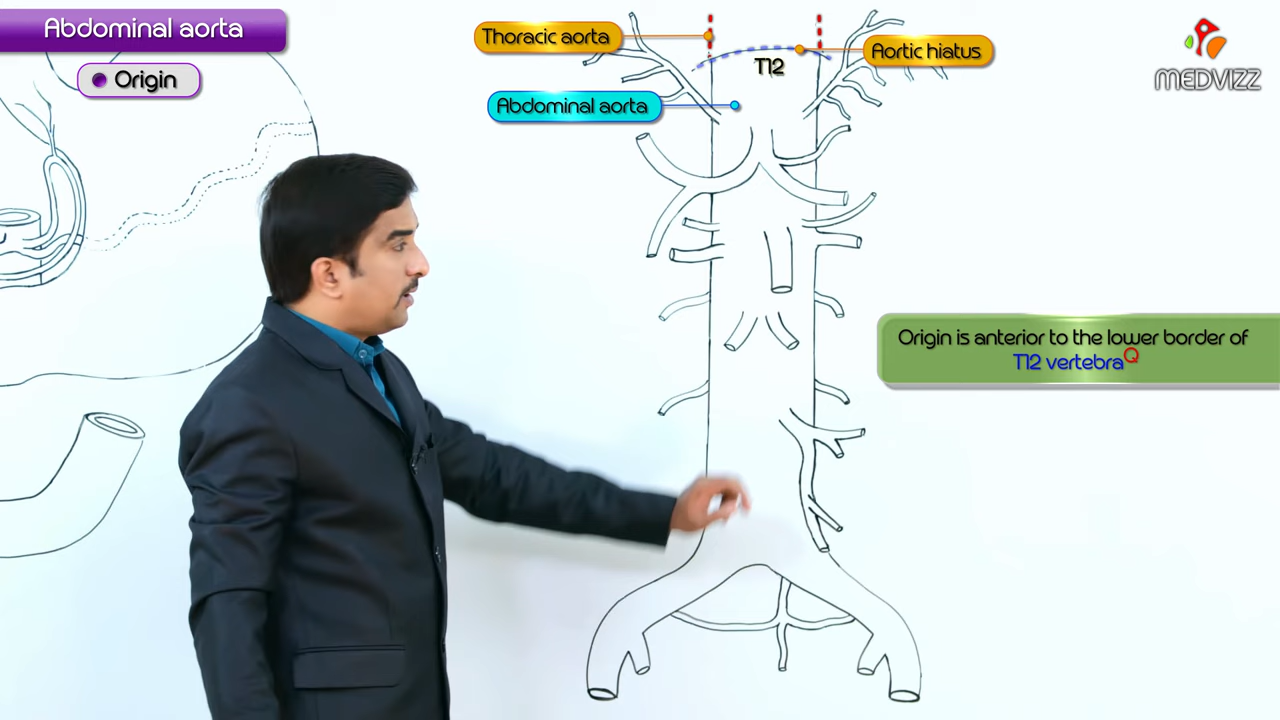 Abdominal aorta
Origin
Thoracic aorta
Aortic hiatus
T12
Abdominal aorta
MEDVIZZ
Origin is anterior to the lower border of
T12 vertebraQ